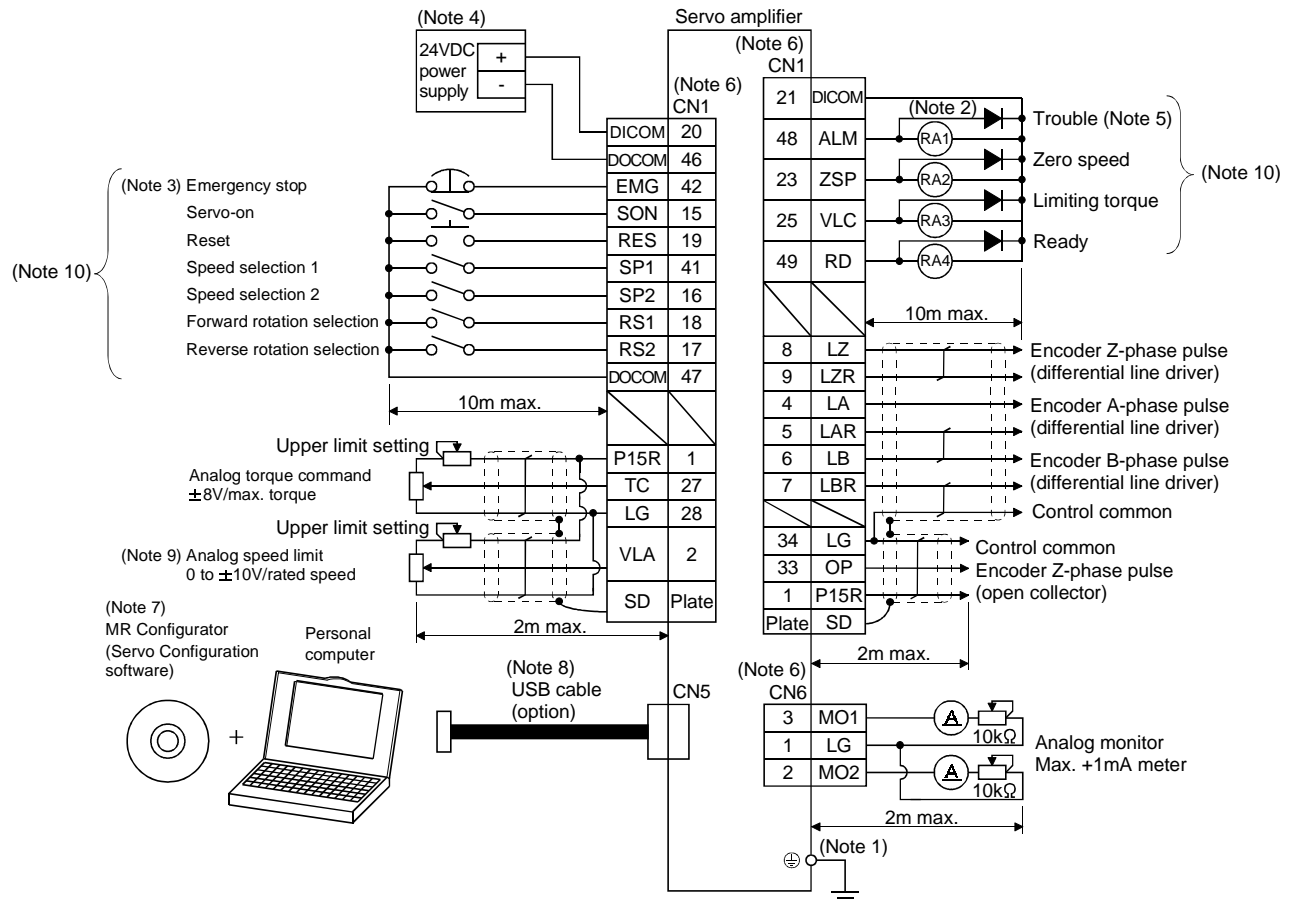 (Note 4)
24VDC
power
supply
+
-
Servo amplifier
(Note 6)
CN1
DICOM 20
DOCOM 46
EMG 42
SON 15
RES 19
SP1 41
SP2 16
RS1 18
RS2 17
DOCOM 47
P15R 1
TC 27
LG 28
VLA 2
SD Plate
(Note 3) Emergency stop
Servo-on
Reset
Speed selection 1
Speed selection 2
Forward rotation selection
Reverse rotation selection
(Note 10)
10m max.
Upper limit setting
Analog torque command
±8V/max. torque
Upper limit setting
(Note 9) Analog speed limit
0 to ±10V/rated speed
2m max.
(Note 7)
MR Configurator
(Servo Configuration
software)
+
Personal
computer
(Note 8)
USB cable
(option)
CN5
(Note 6)
CN1
21 DICOM
48 ALM
23 ZSP
25 VLC
49 RD
8 LZ
9 LZR
4 LA
5 LAR
6 LB
7 LBR
34 LG
33 OP
1 P15R
Plate SD
(Note 2)
RA1
RA2
RA3
RA4
Trouble (Note 5)
Zero speed
Limiting torque
Ready
(Note 10)
10m max.
Encoder Z-phase pulse
(differential line driver)
Encoder A-phase pulse
(differential line driver)
Encoder B-phase pulse
(differential line driver)
Control common
Control common
Encoder Z-phase pulse
(open collector)
2m max.
(Note 6)
CN6
3 MO1
1 LG
2 MO2
A
10kΩ
A
10kΩ
Analog monitor
Max. +1mA meter
2m max.
(Note 1)